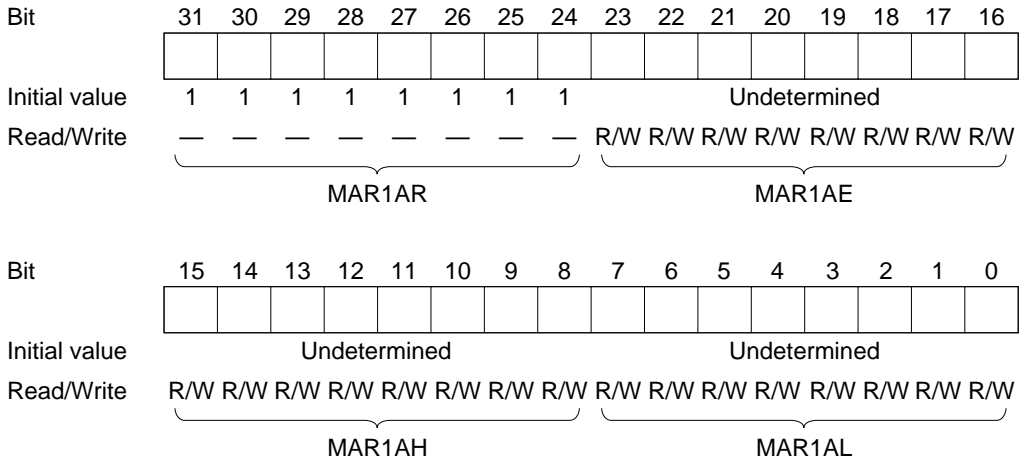 Bit 31 30 29 28 27 26 25 24 23 22 21 20 19 18 17 16
Initial value 1 1 1 1 1 1 1 1 Undetermined
Read/Write — — — — — — — — R/W R/W R/W R/W R/W R/W R/W R/W
MAR1AR MAR1AE
Bit 15 14 13 12 11 10 9 8 7 6 5 4 3 2 1 0
Initial value Undetermined Undetermined
Read/Write R/W R/W R/W R/W R/W R/W R/W R/W R/W R/W R/W R/W R/W R/W R/W R/W
MAR1AH MAR1AL